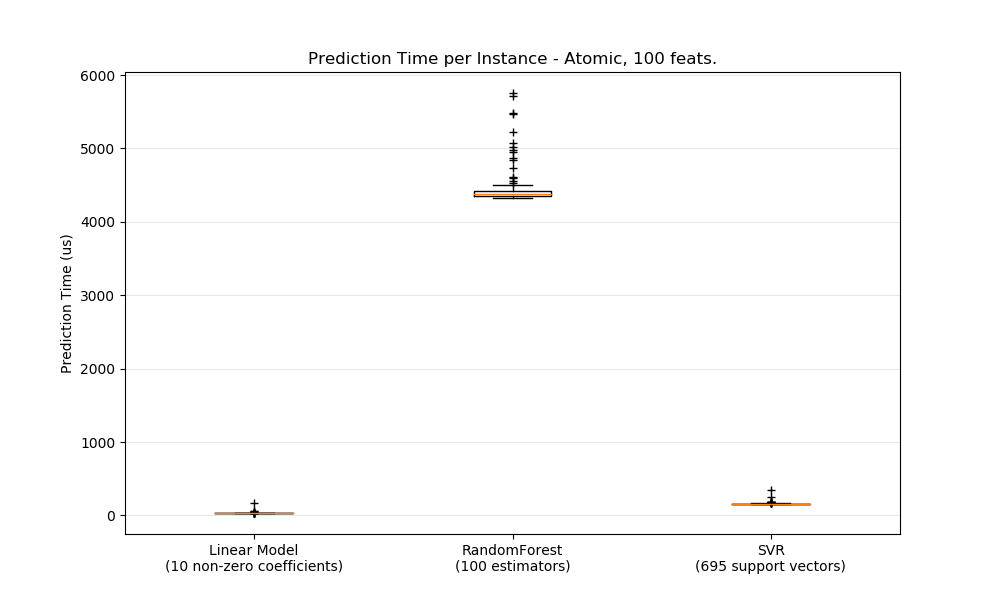 Prediction Time per Instance - Atomic, 100 feats.
6000
5000
4000
3000
2000
1000
0
Prediction Time (us)
Linear Model
(10 non-zero coefficients)
RandomForest
(100 estimators)
SVR
(695 support vectors)